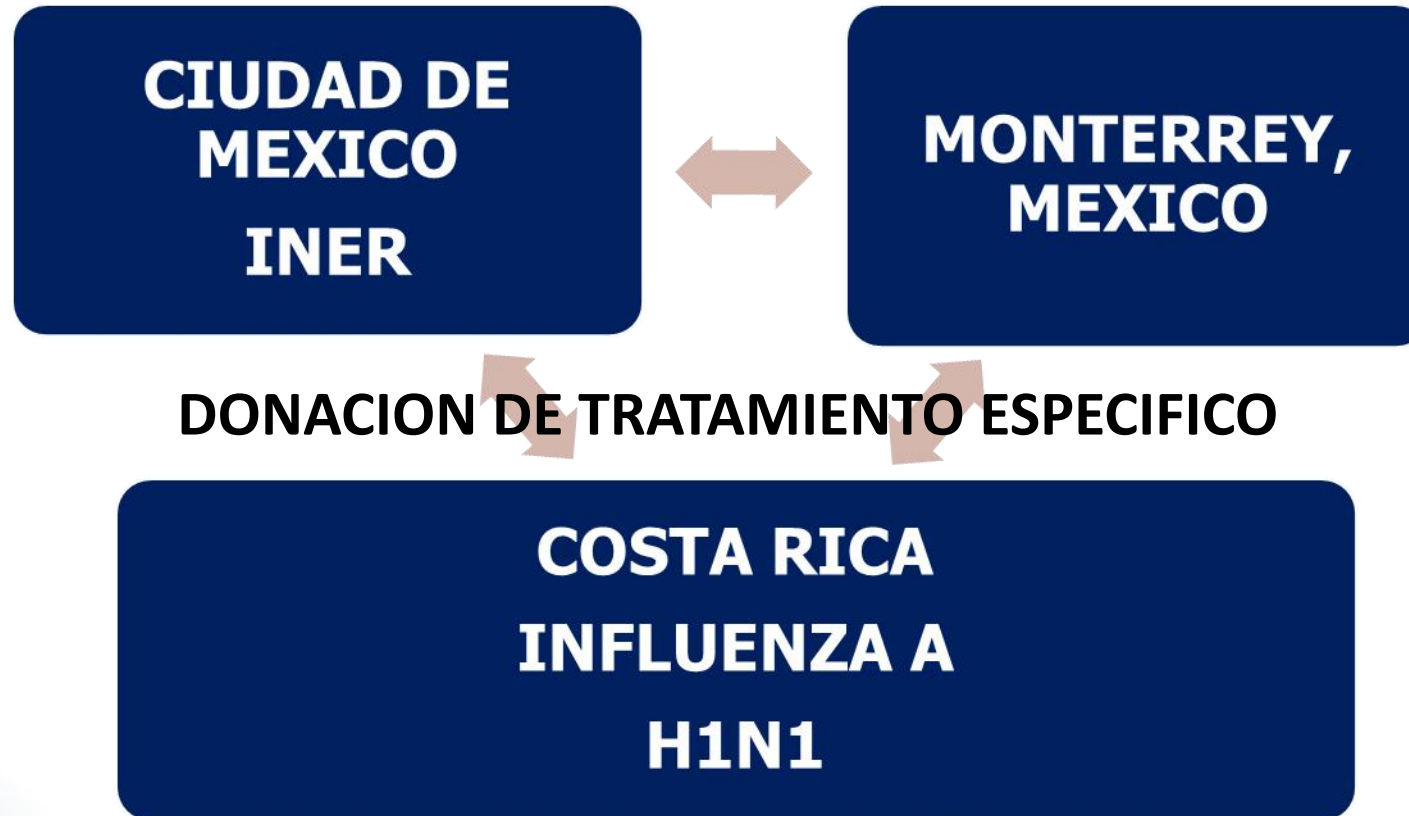 CIUDAD DE
MEXICO
INER
MONTERREY,
MEXICO
DONACION DE TRATAMIENTO ESPECIFICO
COSTA RICA
INFLUENZA A
H1N1